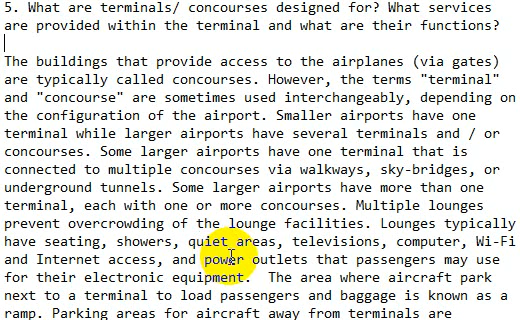 5. What are terminals/ concourses designed for? What services
are provided within the terminal and what are their functions?
The buildings that provide access to the airplanes (via gates)
are typically called concourses. However, the terms "terminal"
and "concourse" are sometimes used interchangeably, depending on
the configuration of the airport. Smaller airports have one
terminal while larger airports have several terminals and / or
concourses. Some larger airports have one terminal that is
connected to multiple concourses via walkways, sky-bridges, or
underground tunnels. Some larger airports have more than one
terminal, each with one or more concourses. Multiple lounges
prevent overcrowding of the lounge facilities. Lounges typically
have seating, showers, quiet areas, televisions, computer, Wi-Fi
and Internet access, and power outlets that passengers may use
for their electronic equipment.  The area where aircraft park
next to a terminal to load passengers and baggage is known as a
ramp. Parking areas for aircraft away from terminals are